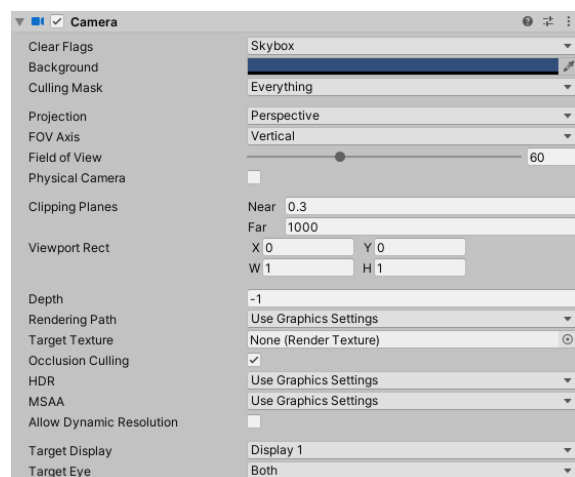 Camera
Clear Flags Skybox
Background
Culling Mask Everything
Projection Perspective
FOV Axis Vertical
Field of View 60
Physical Camera
Clipping Planes Near 0.3
Far 1000
Viewport Rect X 0 Y 0
W 1 H 1
Depth -1
Rendering Path Use Graphics Settings
Target Texture None (Render Texture)
Occlusion Culling
HDR Use Graphics Settings
MSAA Use Graphics Settings
Allow Dynamic Resolution
Target Display Display 1
Target Eye Both